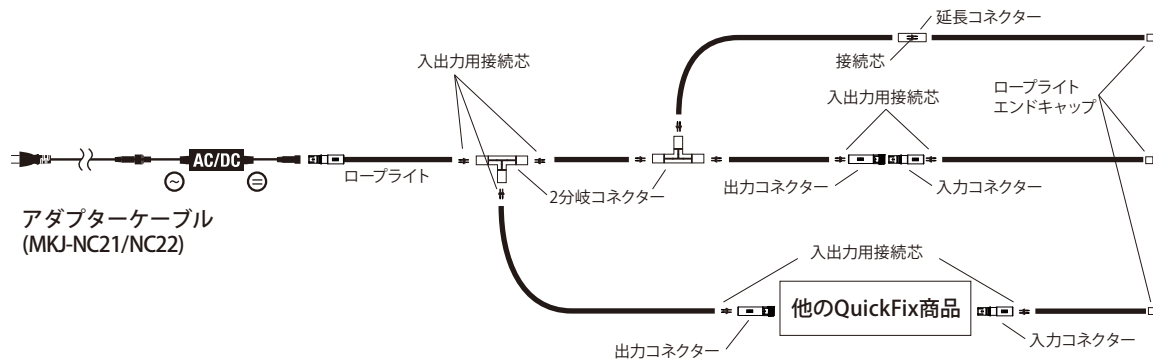 延長コネクター
入出力用接続芯
接続芯
ロープライト
エンドキャップ
入出力用接続芯
AC/DC
ロープライト
2分岐コネクター
出力コネクター
入力コネクター
アダプターケーブル
(MKJ-NC21/NC22)
入出力用接続芯
他のQuickFix商品
出力コネクター
入力コネクター